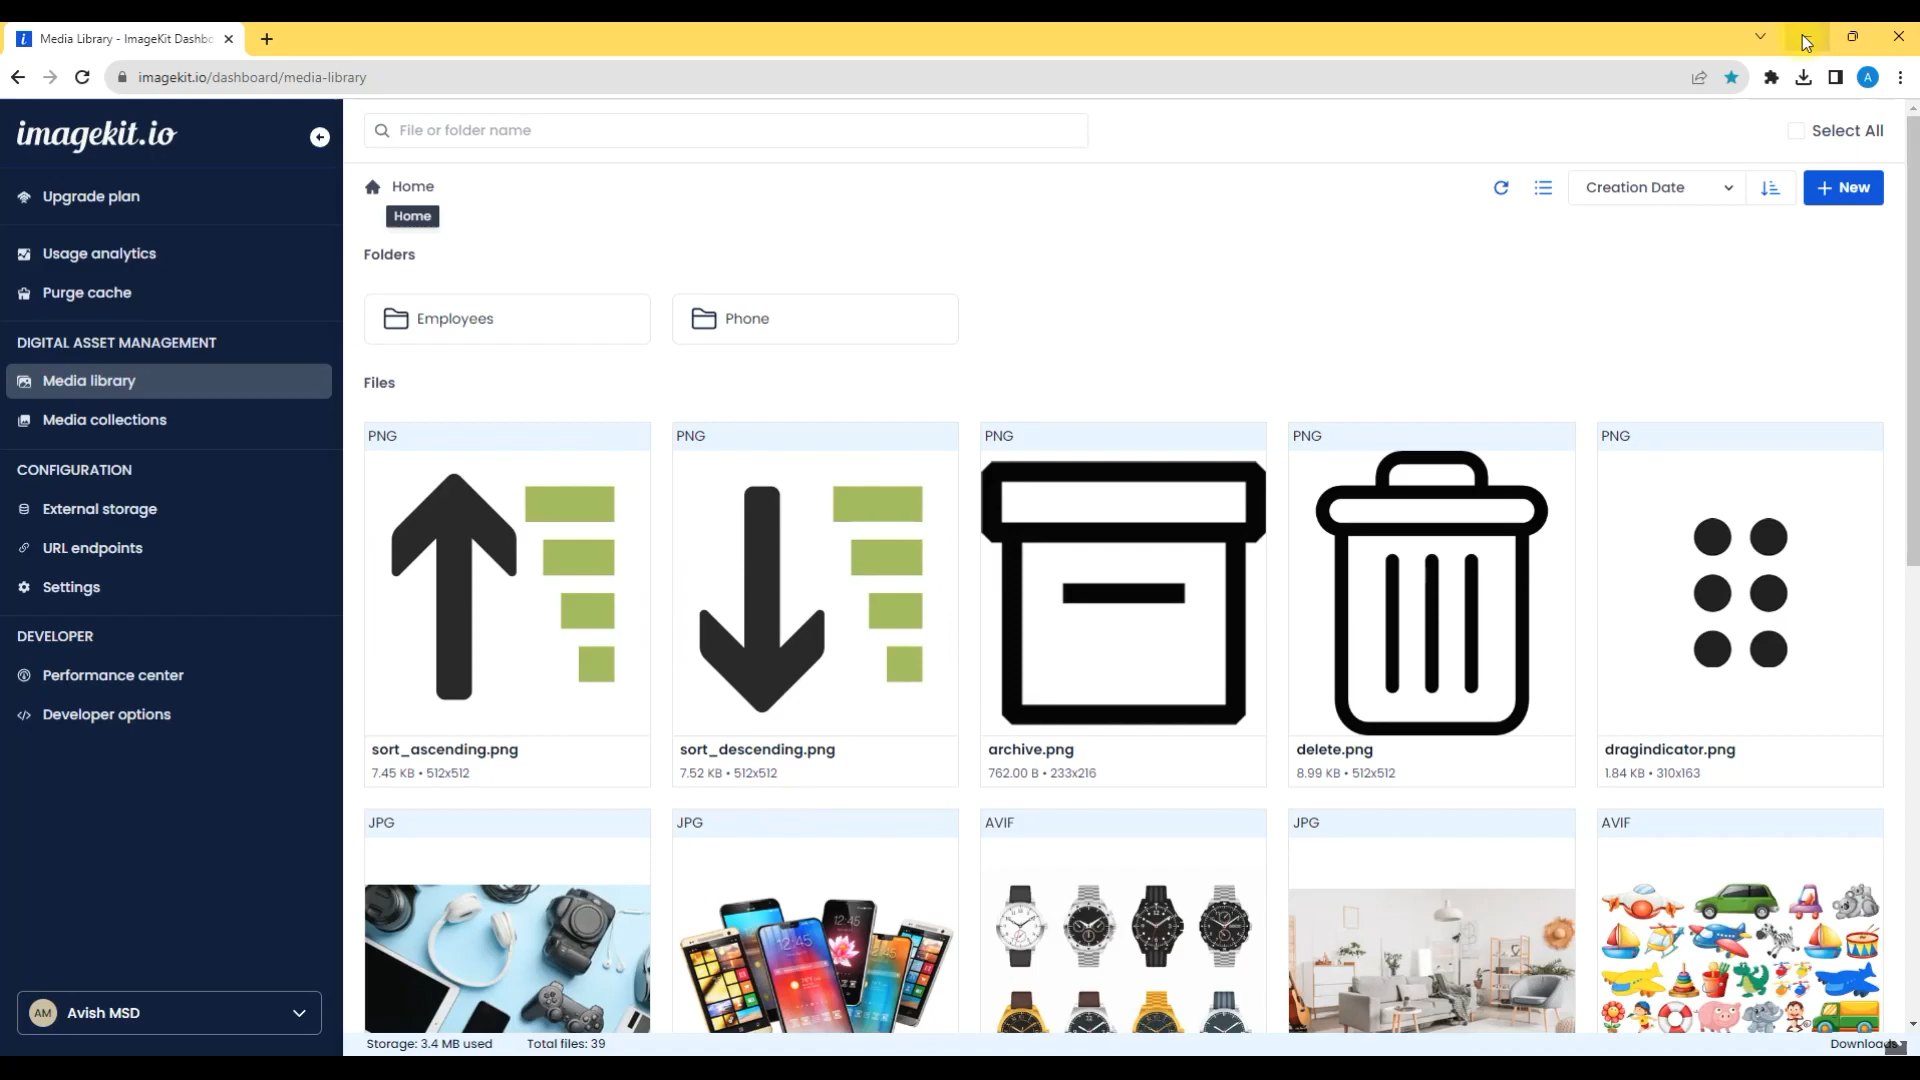 Media Library - ImageKit Dashbo
imagekit.io/dashboard/media-library
A
imagekit.io
Upgrade plan
Usage analytics
Purge cache
DIGITAL ASSET MANAGEMENT
Media library
Media collections
CONFIGURATION
External storage
URL endpoints
Settings
DEVELOPER
Performance center
Developer options
AM Avish MSD
File or folder name
Select All
Home
Creation Date
New
Home
Folders
Employees
Phone
Files
PNG
PNG
PNG
PNG
PNG
sort_ascending.png
7.45 KB • 512x512
sort_descending.png
7.52 KB • 512x512
archive.png
762.00 B • 233x216
delete.png
8.99 KB • 512x512
dragindicator.png
1.84 KB • 310x163
JPG
JPG
AVIF
JPG
AVIF
12:45
12:45
Storage: 3.4 MB used
Total files: 39
Downloads